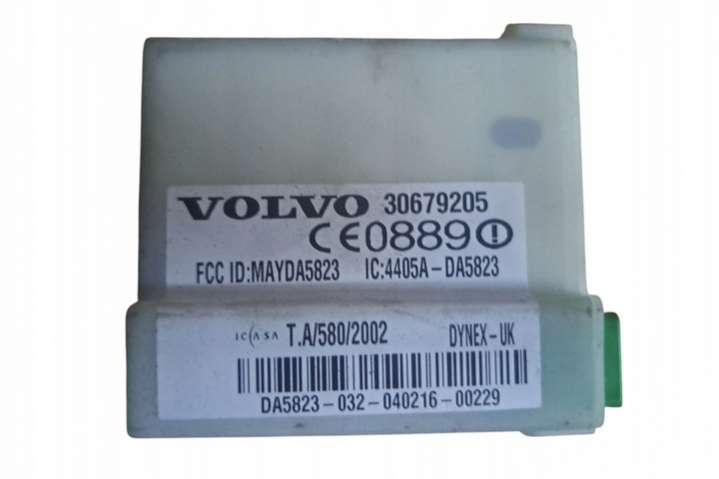 VOLVO 30679205
CE0889
FCC ID:MAYDA5823 IC:4405A-DA5823
ICASA T.A/580/2002 DYNEX-UK
DA5823-032-040216-00229